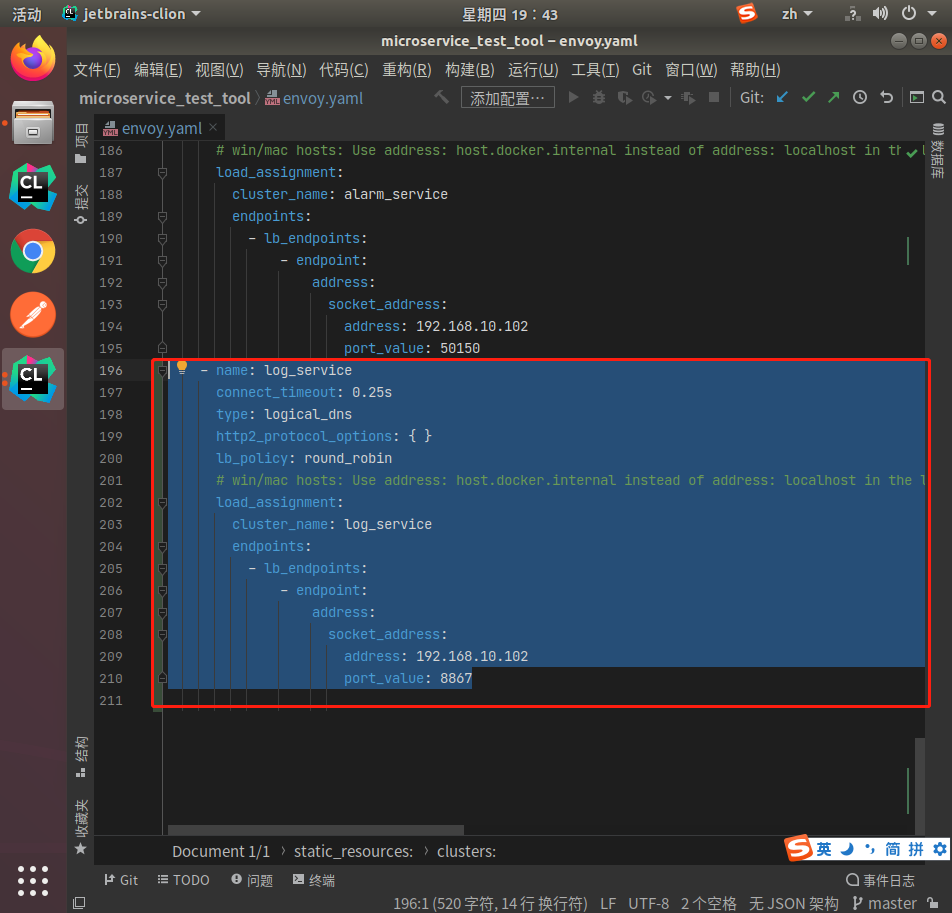 活动
jetbrains-clion
星期四 19：43
zh
microservice_test_tool – envoy.yaml
文件(F) 编辑(E) 视图(V) 导航(N) 代码(C) 重构(R) 构建(B) 运行(U) 工具(T) Git 窗口(W) 帮助(H)
microservice_test_tool envoy.yaml 添加配置… Git:
项目
提交
结构
收藏夹
envoy.yaml
数据库
186 # win/mac hosts: Use address: host.docker.internal instead of address: localhost in th
187 load_assignment:
188 cluster_name: alarm_service
189 endpoints:
190 - lb_endpoints:
191 - endpoint:
192 address:
193 socket_address:
194 address: 192.168.10.102
195 port_value: 50150
196 - name: log_service
197 connect_timeout: 0.25s
198 type: logical_dns
199 http2_protocol_options: { }
200 lb_policy: round_robin
201 # win/mac hosts: Use address: host.docker.internal instead of address: localhost in the l
202 load_assignment:
203 cluster_name: log_service
204 endpoints:
205 - lb_endpoints:
206 - endpoint:
207 address:
208 socket_address:
209 address: 192.168.10.102
210 port_value: 8867
211
Document 1/1 › static_resources: › clusters:
英 简 拼
Git TODO 问题 终端 事件日志
196:1 (520 字符, 14 行 换行符) LF UTF-8 2 个空格 无 JSON 架构 master
CL
CL